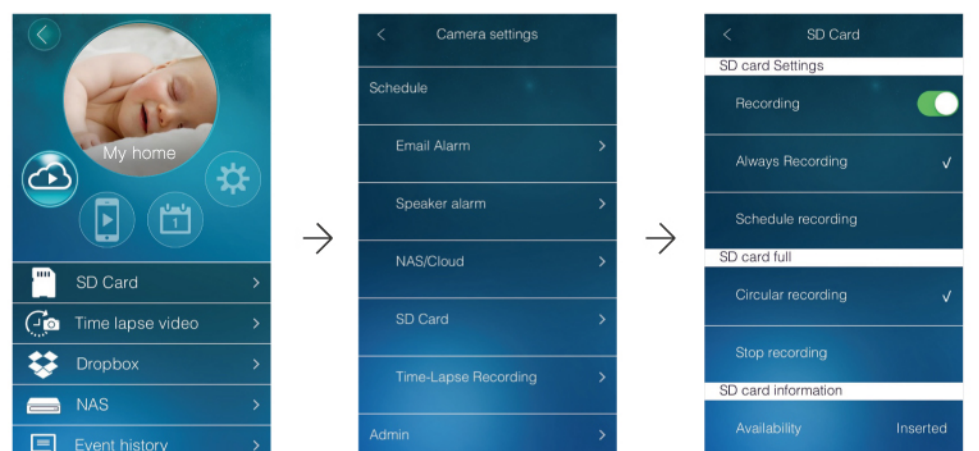 My home
1
SD Card
Time lapse video
Dropbox
NAS
Event history
Camera settings
Schedule
Email Alarm
Speaker alarm
NAS/Cloud
SD Card
Time-Lapse Recording
Admin
SD Card
SD card Settings
Recording
Always Recording
Schedule recording
SD card full
Circular recording
Stop recording
SD card information
Availability Inserted